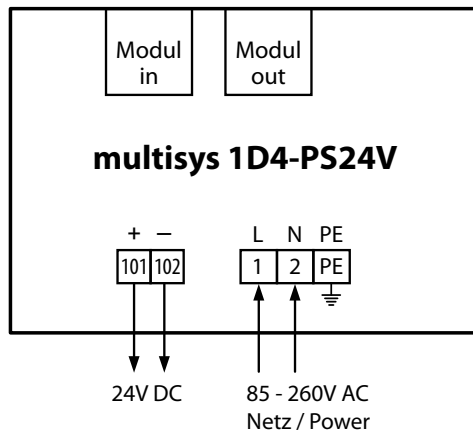 Modul in
Modul out
multisys 1D4-PS24V
+ − L N PE
101 102 1 2 PE
24V DC
85 - 260V AC
Netz / Power